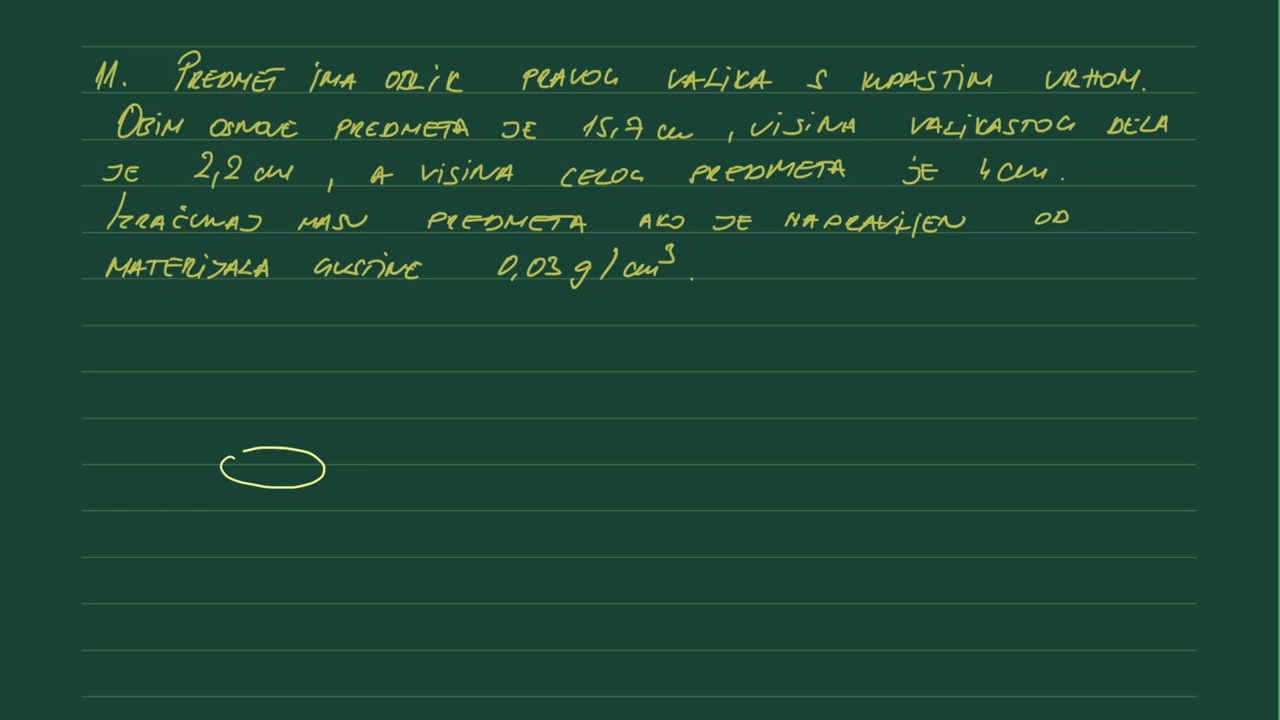 11. PREDMET IMA OBLIK PRAVOG VALJKA S KUPASTIM VRHOM.
OBIM OSNOVE PREDMETA JE 15,7 cm, VISINA VALJKASTOG DELA
JE 2,2 cm, A VISINA CELOG PREDMETA JE 4 cm.
IZRAČUNAJ MASU PREDMETA AKO JE NAPRAVLJEN OD
MATERIJALA GUSTINE 0,03 g/cm³.